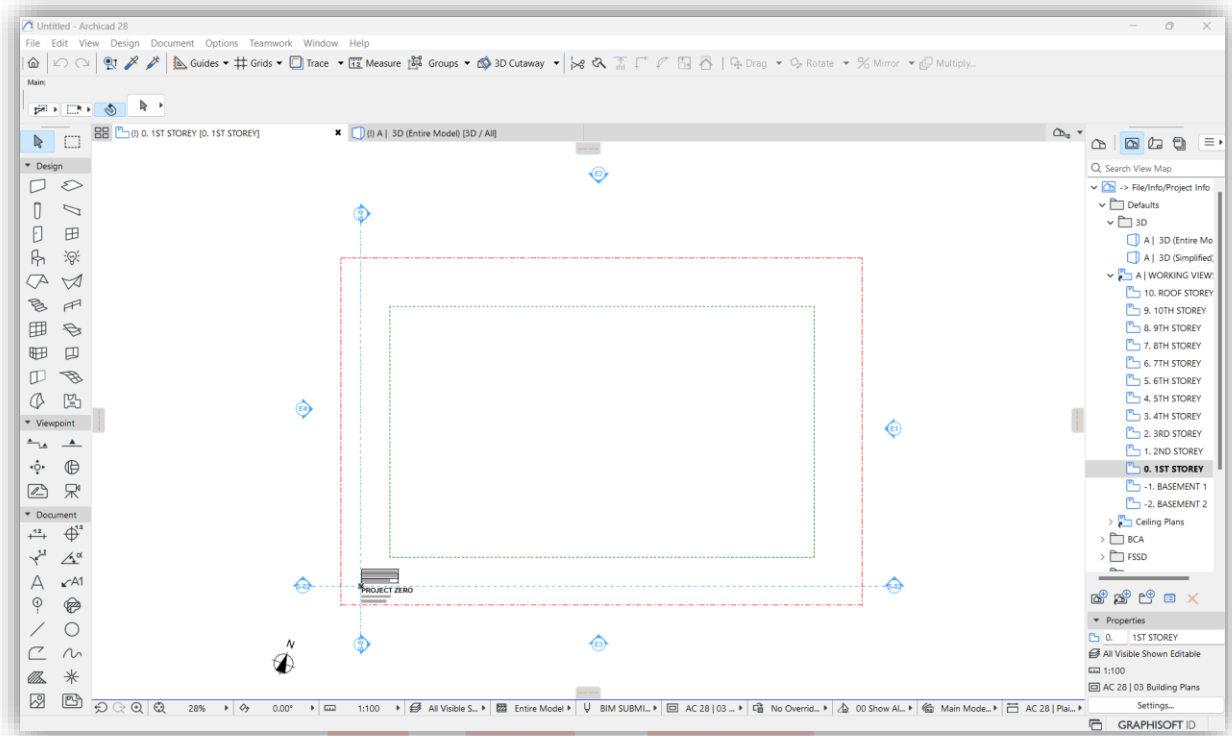 Untitled - Archicad 28
File Edit View Design Document Options Teamwork Window Help
Guides Grids Trace Measure Groups 3D Cutaway Drag Rotate Mirror Multiply...
Main:
(!) 0. 1ST STOREY [0. 1ST STOREY]
(!) A | 3D (Entire Model) [3D / All]
Design
Viewpoint
Document
E2
E4
E1
E3
PROJECT ZERO
N
Search View Map
-> File/Info/Project Info
Defaults
3D
A | 3D (Entire Mo
A | 3D (Simplified)
A | WORKING VIEW
10. ROOF STOREY
9. 10TH STOREY
8. 9TH STOREY
7. 8TH STOREY
6. 7TH STOREY
5. 6TH STOREY
4. 5TH STOREY
3. 4TH STOREY
2. 3RD STOREY
1. 2ND STOREY
0. 1ST STOREY
-1. BASEMENT 1
-2. BASEMENT 2
Ceiling Plans
BCA
FSSD
Properties
0. 1ST STOREY
All Visible Shown Editable
1:100
AC 28 | 03 Building Plans
Settings...
28% 0.00° 1:100 All Visible S... Entire Model BIM SUBMI... AC 28 | 03 ... No Overrid... 00 Show Al... Main Mode... AC 28 | Plai...
GRAPHISOFT ID